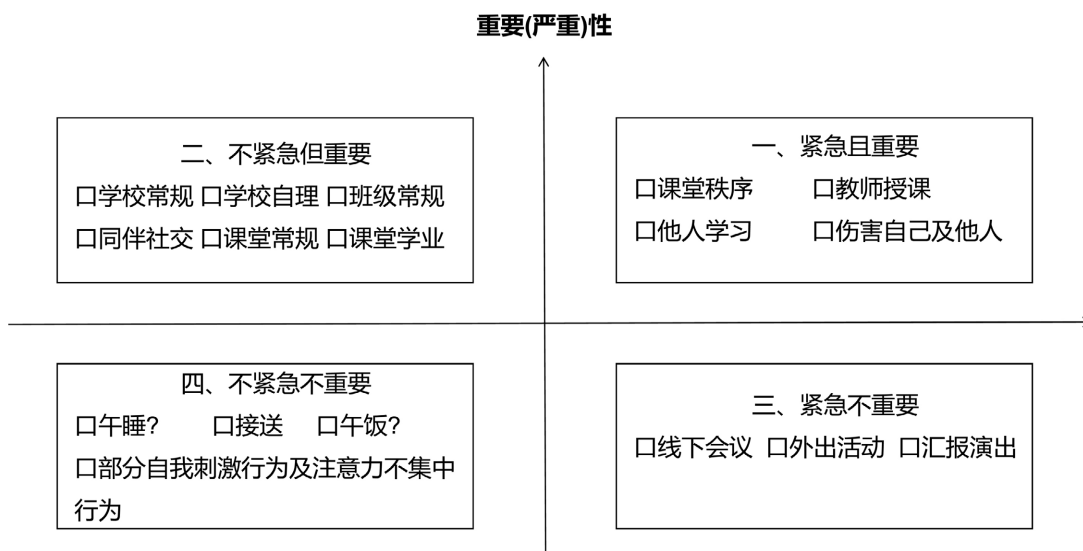 重要(严重)性
二、不紧急但重要
口学校常规 口学校自理 口班级常规
口同伴社交 口课堂常规 口课堂学业
一、紧急且重要
口课堂秩序 口教师授课
口他人学习 口伤害自己及他人
四、不紧急不重要
口午睡? 口接送 口午饭?
口部分自我刺激行为及注意力不集中
行为
三、紧急不重要
口线下会议 口外出活动 口汇报演出